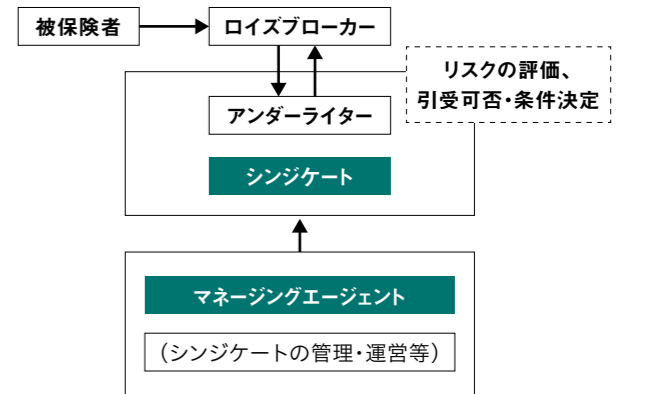 被保険者
ロイズブローカー
リスクの評価、
引受可否・条件決定
アンダーライター
シンジケート
マネージングエージェント
（シンジケートの管理・運営等）